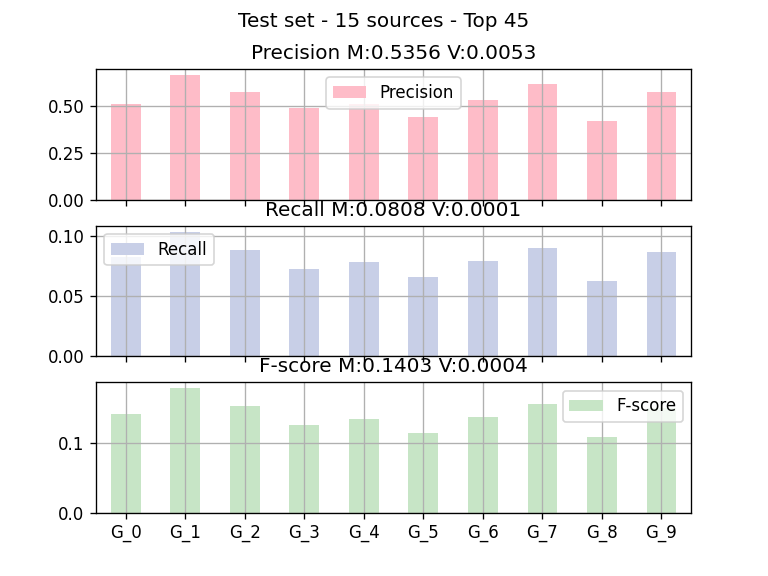 Test set - 15 sources - Top 45
Precision M:0.5356 V:0.0053
Precision
0.50
0.25
0.00
Recall M:0.0808 V:0.0001
Recall
0.10
0.05
0.00
F-score M:0.1403 V:0.0004
F-score
0.1
0.0
G_0 G_1 G_2 G_3 G_4 G_5 G_6 G_7 G_8 G_9